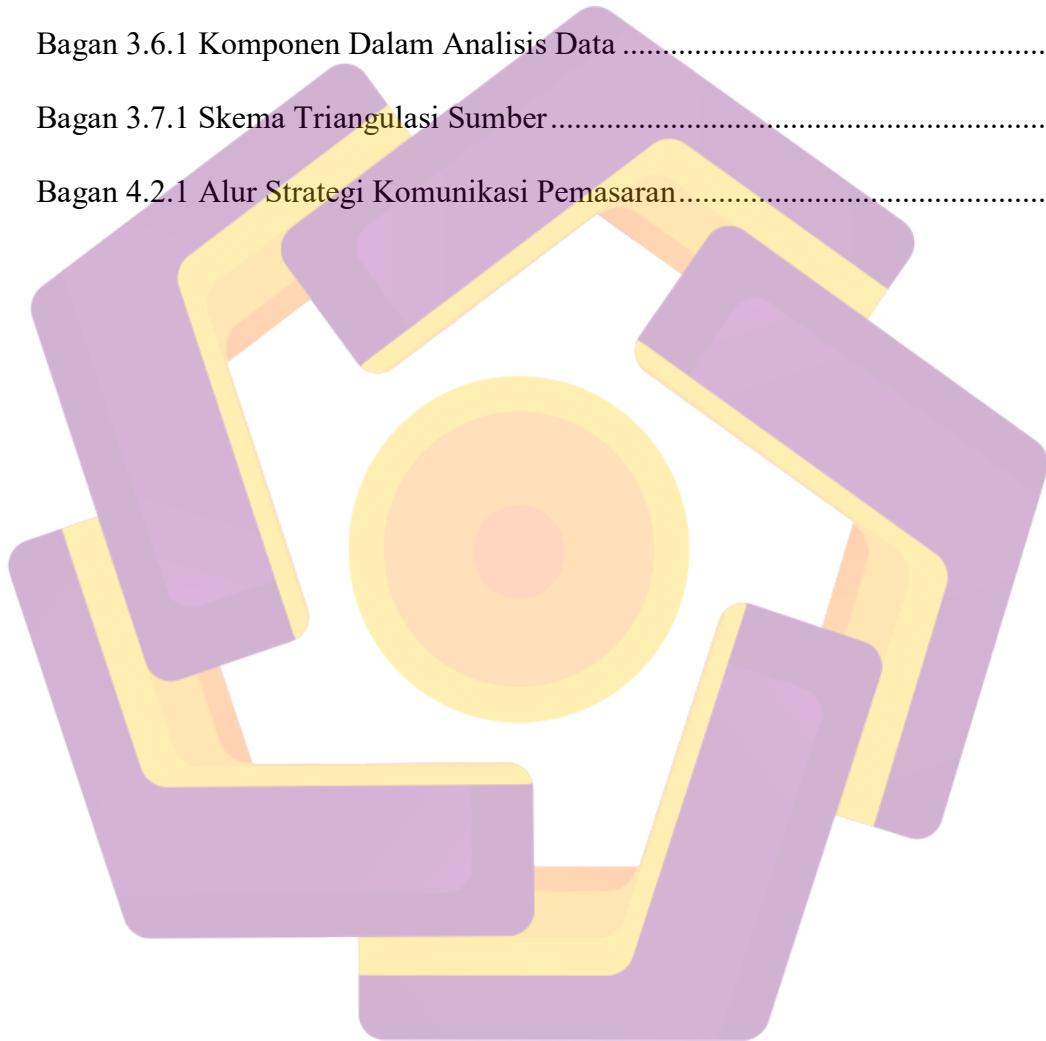 Bagan 3.6.1 Komponen Dalam Analisis Data ....................................................
Bagan 3.7.1 Skema Triangulasi Sumber.............................................................
Bagan 4.2.1 Alur Strategi Komunikasi Pemasaran.............................................